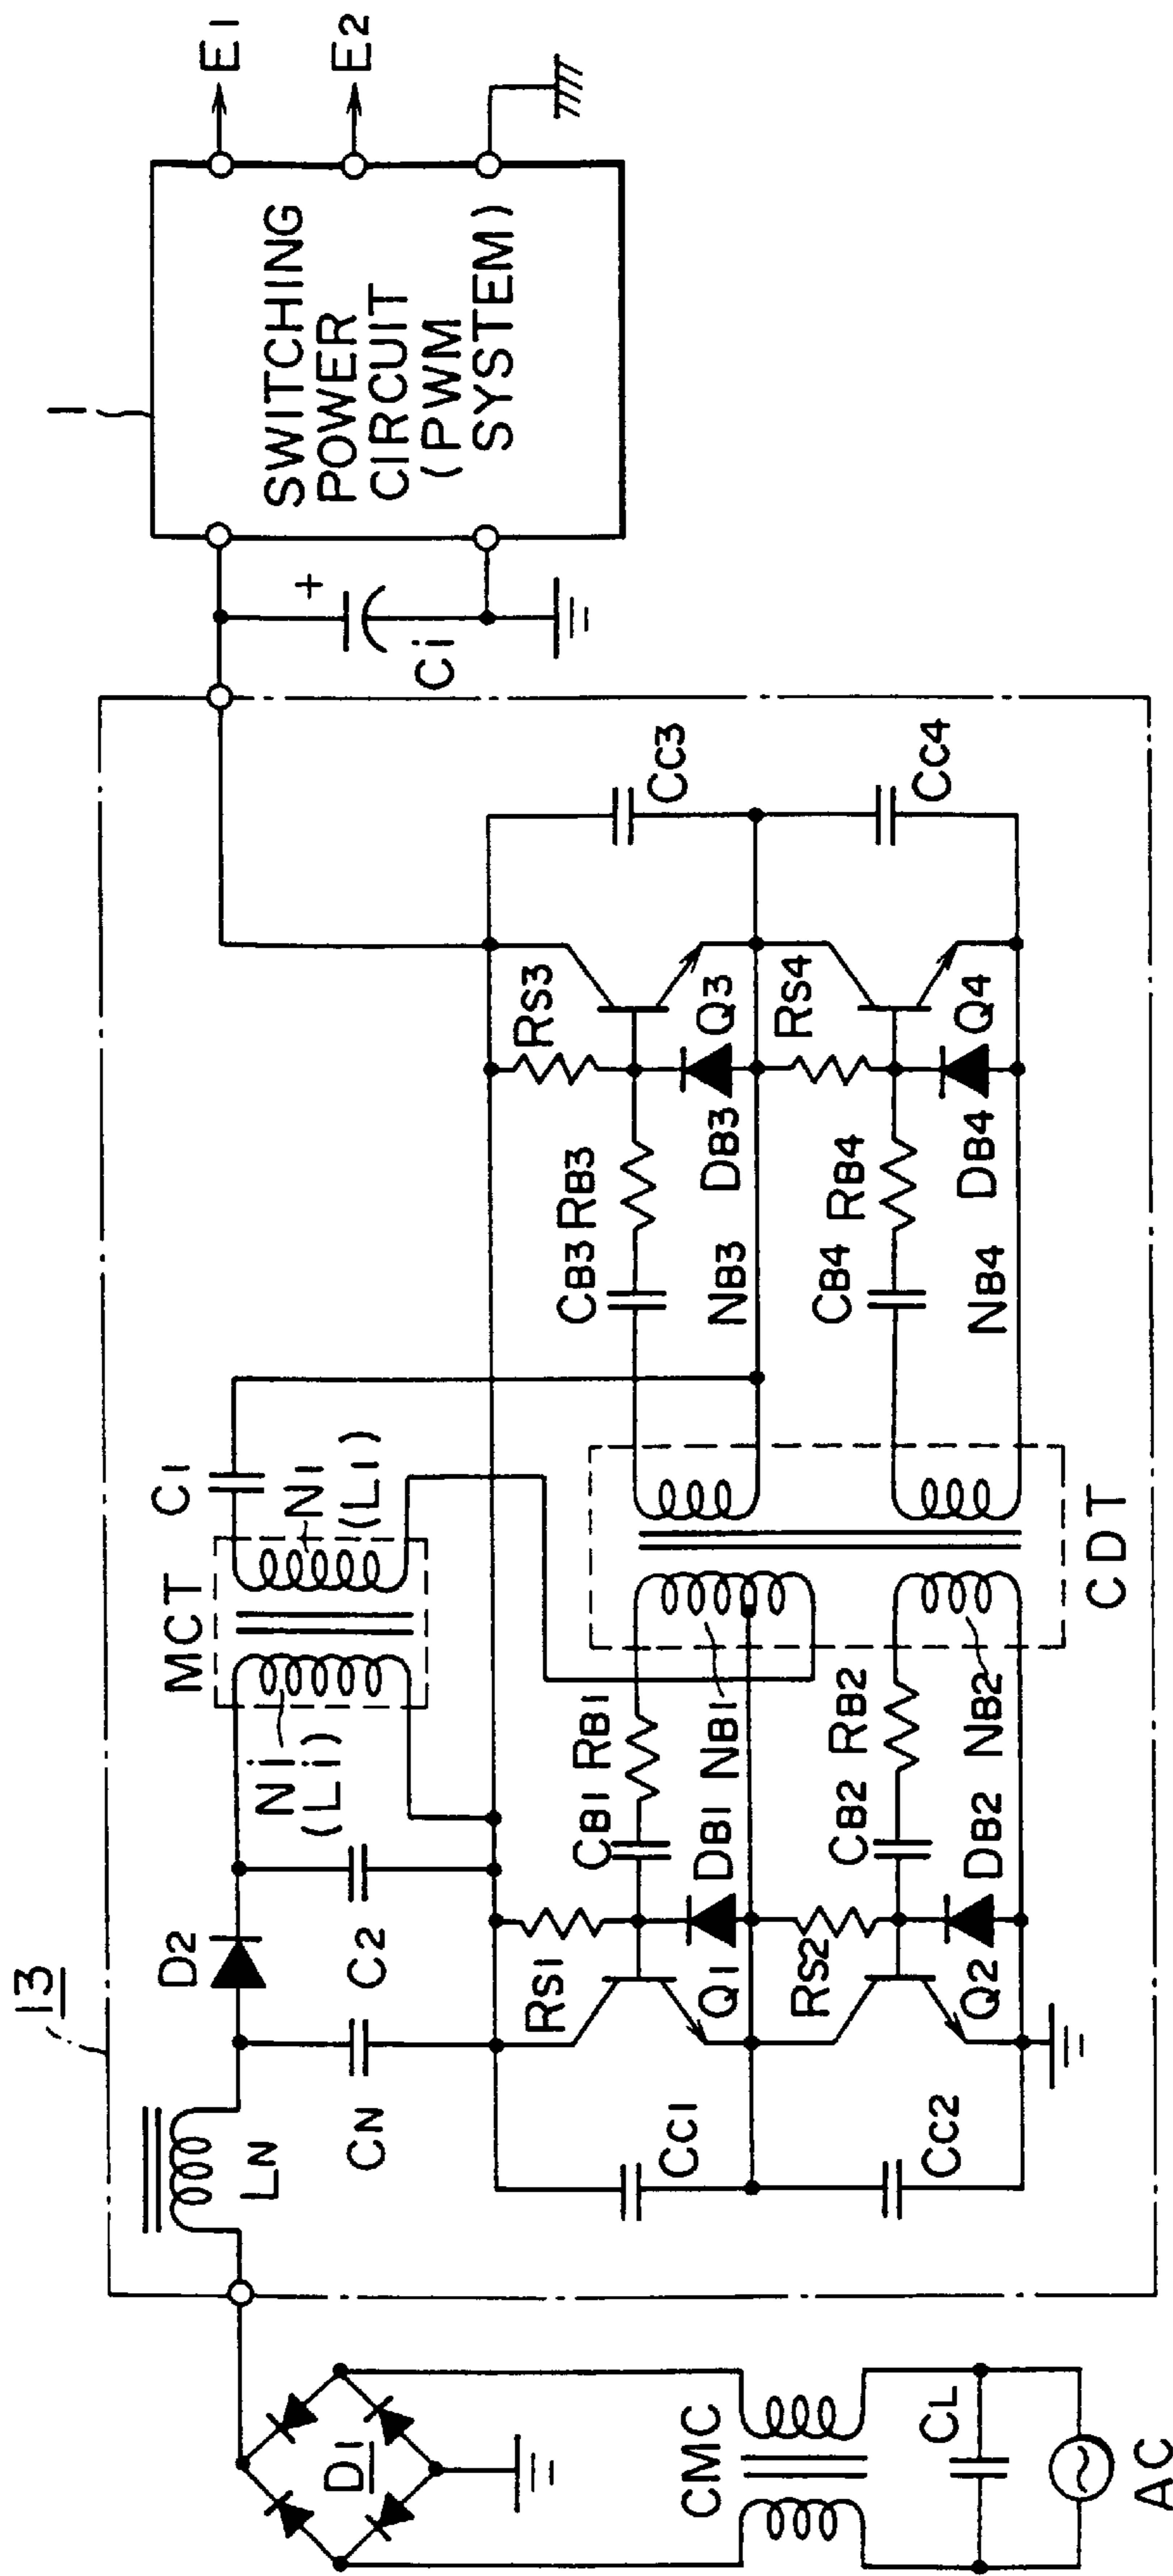 13
LN
D2
CN
C2
Ni
(Li)
MCT
N1
(L1)
C1
1
SWITCHING
POWER
CIRCUIT
(PWM
SYSTEM)
E1
E2
+
Ci
D1
CMC
CL
AC
CC1
CC2
RS1
Q1
RS2
Q2
CB1
RB1
DB1
NB1
CB2
RB2
DB2
NB2
CDT
CB3
RB3
NB3
DB3
CB4
RB4
NB4
DB4
RS3
Q3
RS4
Q4
CC3
CC4